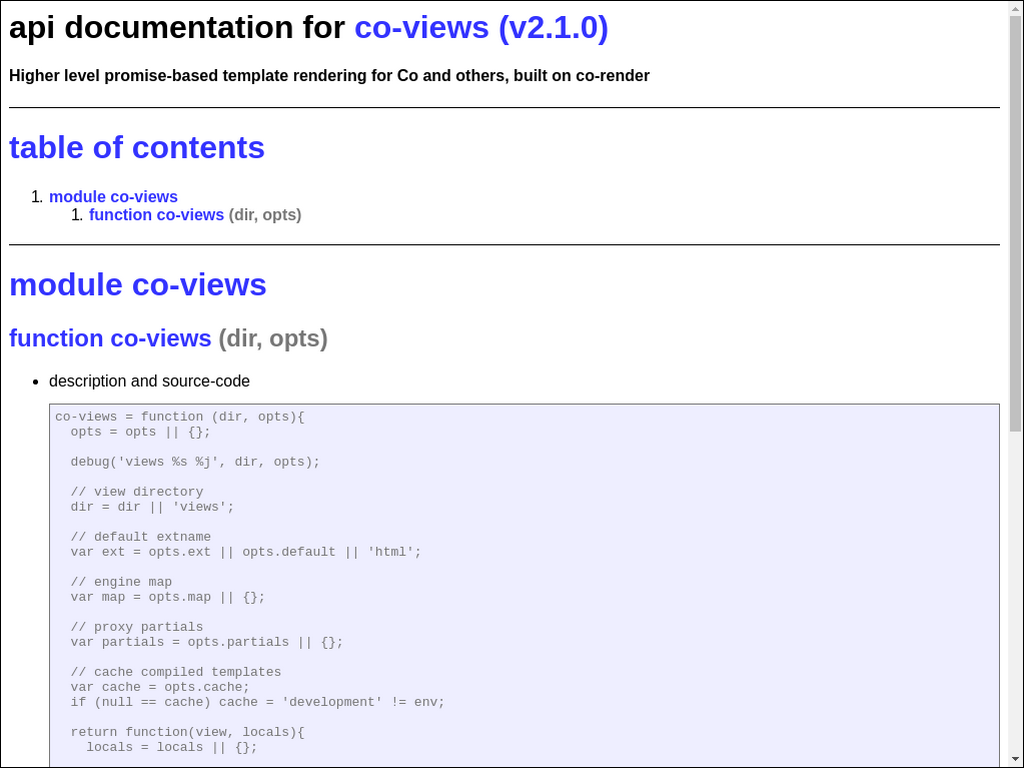 api documentation for co-views (v2.1.0)
Higher level promise-based template rendering for Co and others, built on co-render
table of contents
1. module co-views
1. function co-views (dir, opts)
module co-views
function co-views (dir, opts)
• description and source-code
co-views = function (dir, opts){
  opts = opts || {};
  debug('views %s %j', dir, opts);
  // view directory
  dir = dir || 'views';
  // default extname
  var ext = opts.ext || opts.default || 'html';
  // engine map
  var map = opts.map || {};
  // proxy partials
  var partials = opts.partials || {};
  // cache compiled templates
  var cache = opts.cache;
  if (null == cache) cache = 'development' != env;
  return function(view, locals){
    locals = locals || {};